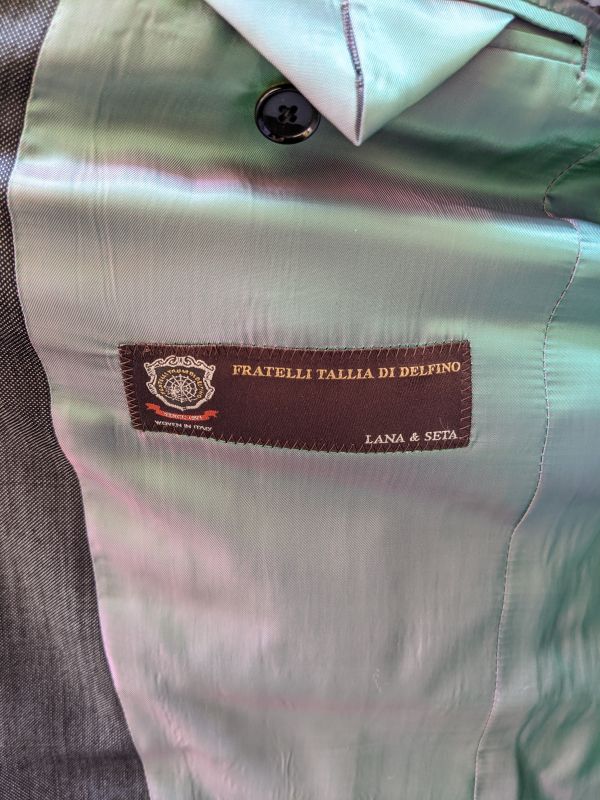 FRATELLI TALLIA DI DELFINO
WOVEN IN ITALY
LANA & SETA